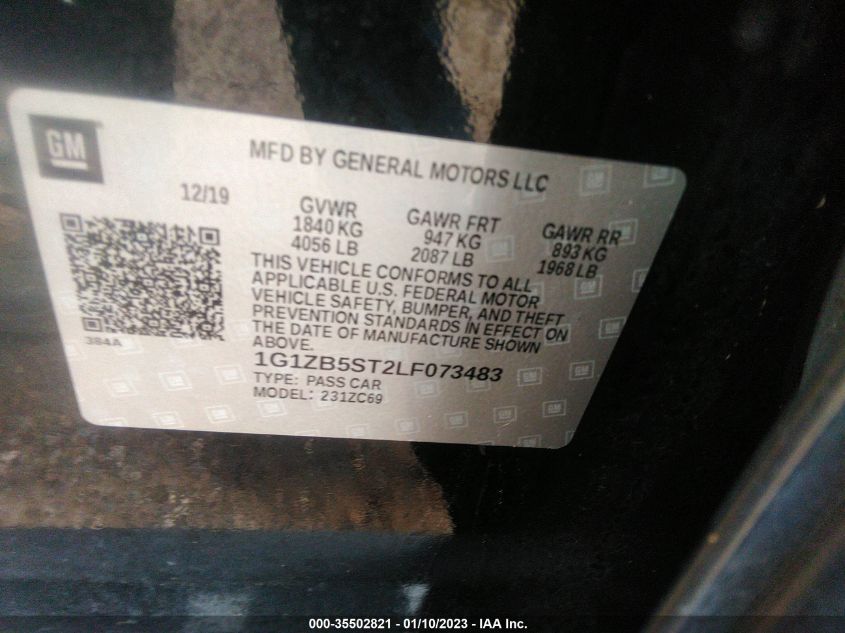 GM
MFD BY GENERAL MOTORS LLC
12/19
GVWR
1840 KG
4056 LB
GAWR FRT
947 KG
2087 LB
GAWR RR
893 KG
1968 LB
THIS VEHICLE CONFORMS TO ALL
APPLICABLE U.S. FEDERAL MOTOR
VEHICLE SAFETY, BUMPER, AND THEFT
PREVENTION STANDARDS IN EFFECT ON
THE DATE OF MANUFACTURE SHOWN
ABOVE.
384A
1G1ZB5ST2LF073483
TYPE: PASS CAR
MODEL: 231ZC69
000-35502821 - 01/10/2023 - IAA Inc.